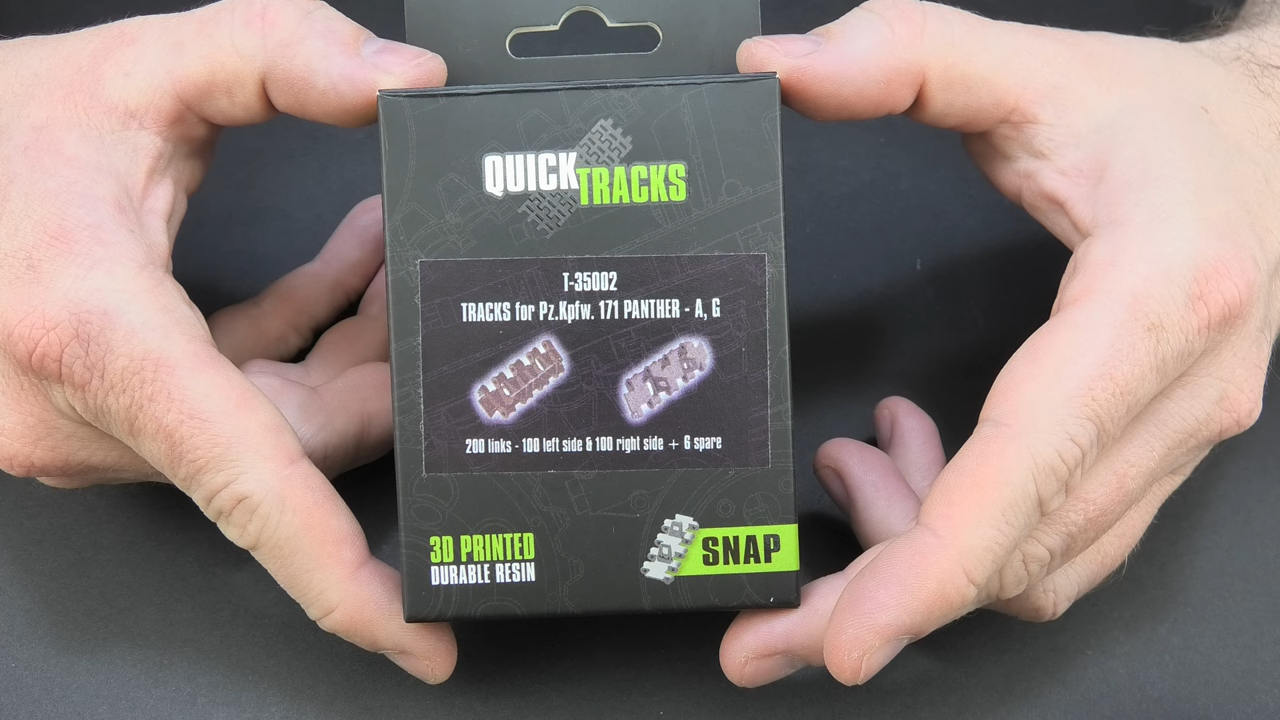 QUICK TRACKS
T-35002
TRACKS for Pz.Kpfw. 171 PANTHER - A, G
200 links - 100 left side & 100 right side + 6 spare
3D PRINTED
DURABLE RESIN
SNAP